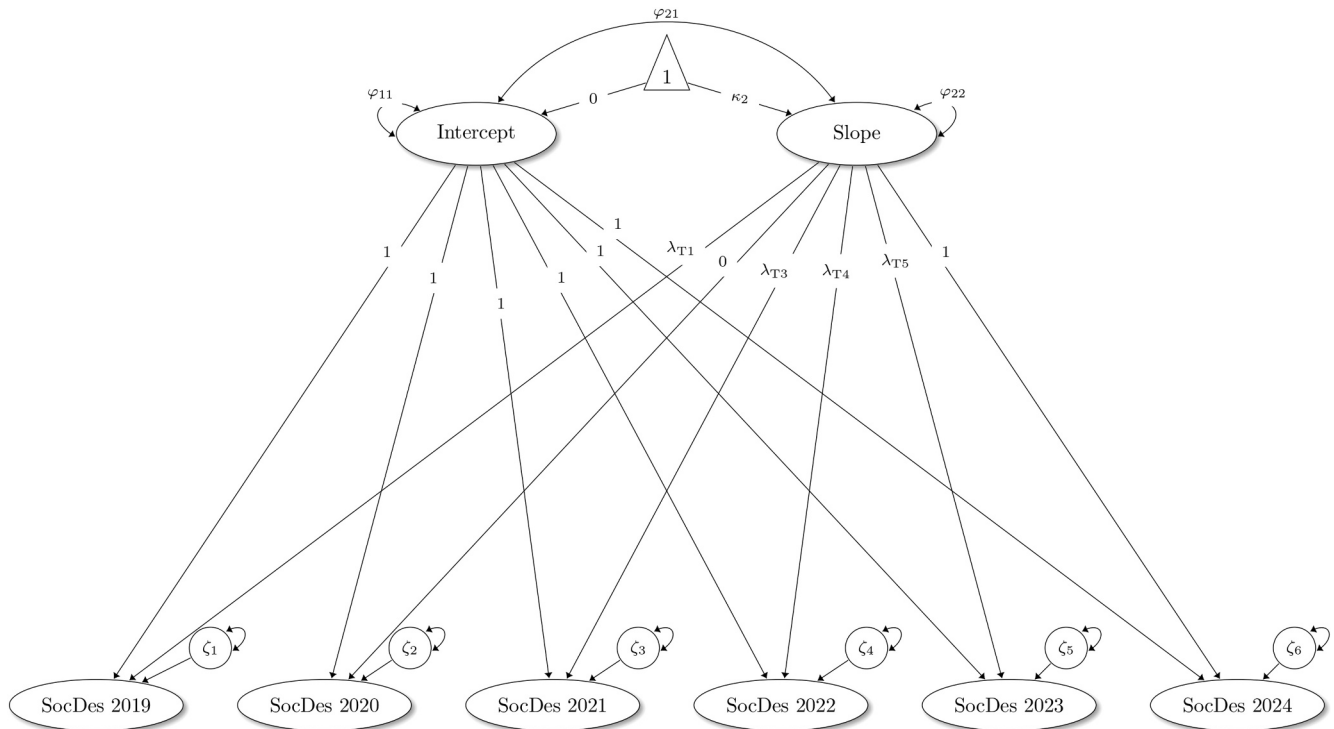 φ21
1
φ11
0
κ2
φ22
Intercept
Slope
1
1
λT1
1
0
λT3
λT4
λT5
1
1
1
1
ζ1
ζ2
ζ3
ζ4
ζ5
ζ6
SocDes 2019
SocDes 2020
SocDes 2021
SocDes 2022
SocDes 2023
SocDes 2024